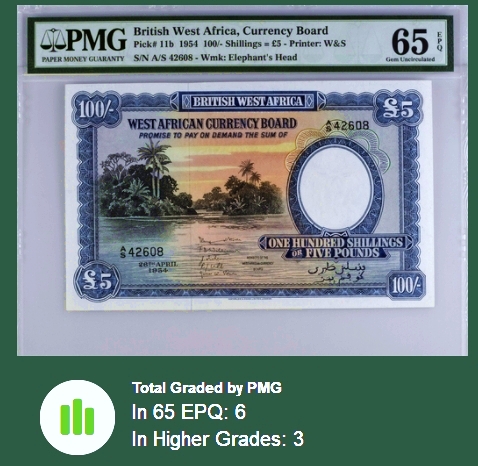 PMG
PAPER MONEY GUARANTY
British West Africa, Currency Board
Pick# 11b 1954 100/- Shillings = £5 - Printer: W&S
S/N A/S 42608 - Wmk: Elephant's Head
65 EPQ
Gem Uncirculated
100/-
BRITISH WEST AFRICA
£5
WEST AFRICAN CURRENCY BOARD
PROMISE TO PAY ON DEMAND THE SUM OF
A/S 42608
ONE HUNDRED SHILLINGS
OR FIVE POUNDS
A/S 42608
26TH APRIL
1954
£5
100/-
Total Graded by PMG
In 65 EPQ: 6
In Higher Grades: 3